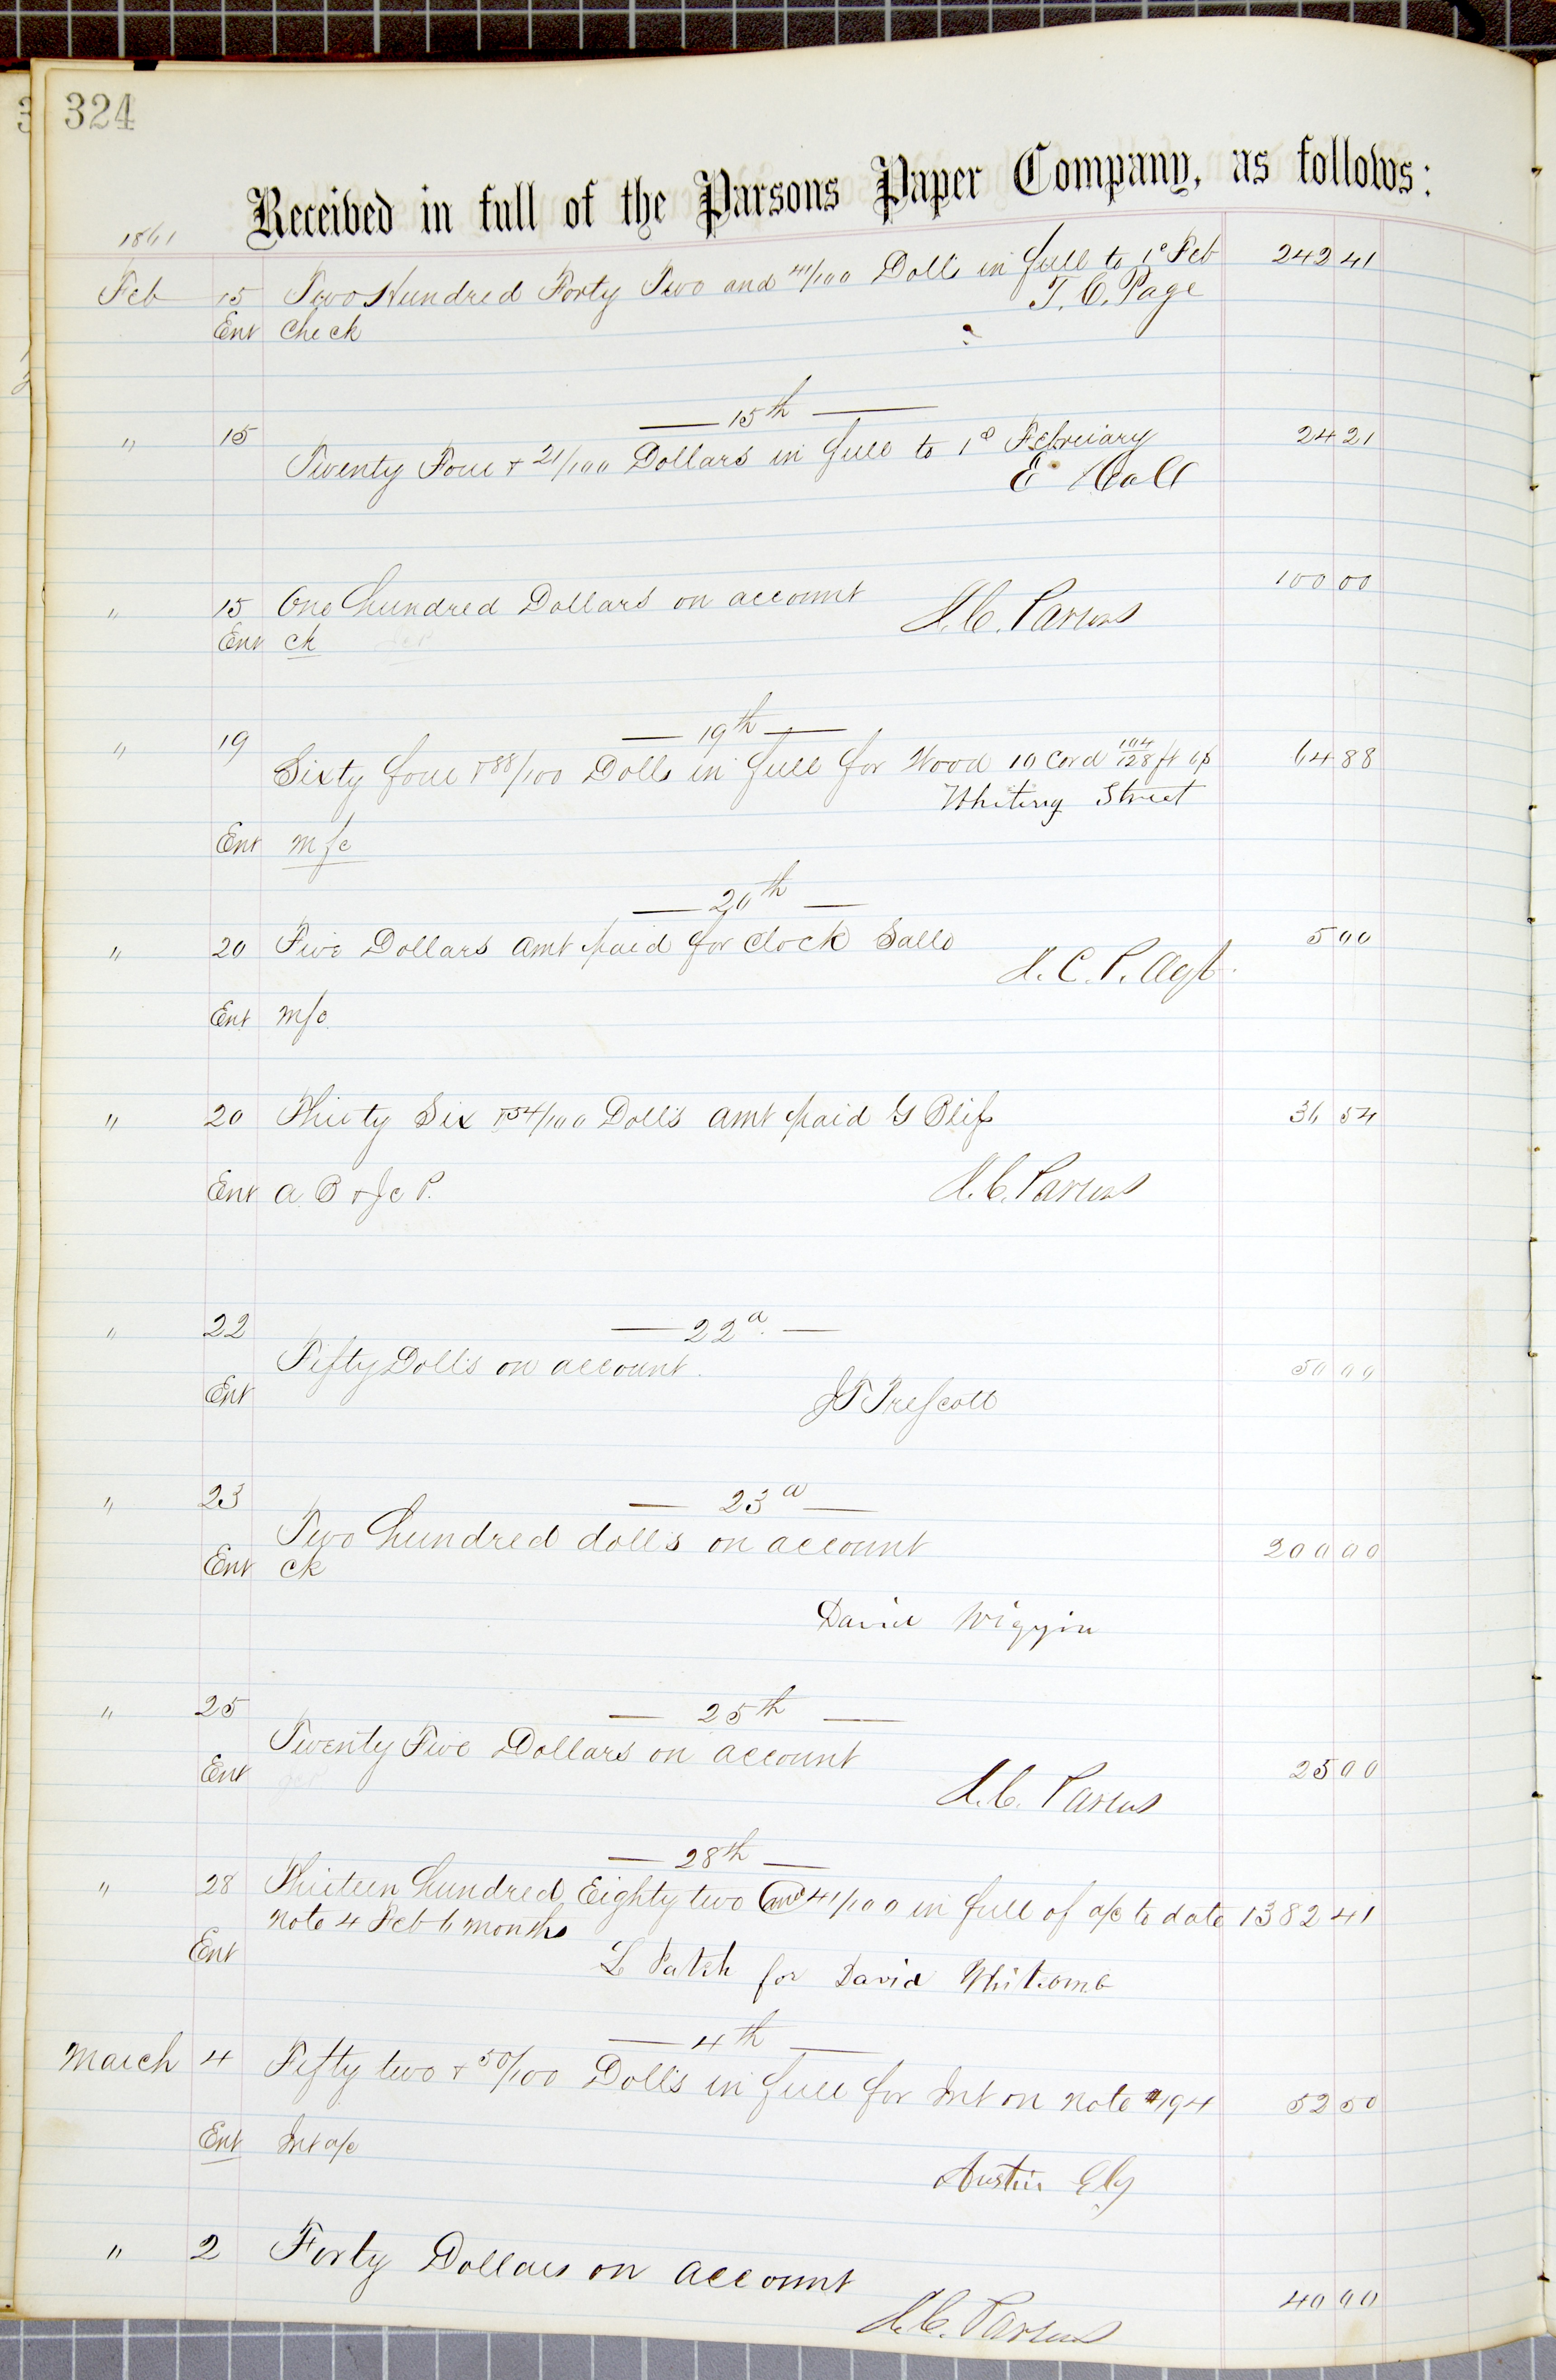 324
Received in full of the Parsons Paper Company, as follows:
1861
Feb 15 Two Hundred Forty Two and 41/100 Dolls in full to 1st Feb 242 41
T. C. Page
Ent Check
— 15th —
" 15 24 21
Twenty Four + 21/100 Dollars in full to 1st February
E Hall
" 15 One hundred Dollars on account 100 00
J. C. Parsons
Ent ck
— 19th —
" 19
Sixty four + 88/100 Dolls in full for Wood 10 Cord 104/128 ft up 64 88
Whiting Street
Ent M/c
— 20th —
" 20 Five Dollars Amt paid for Clock Sallo 5 00
J. C. P. Agt.
Ent M/c
" 20 Thirty Six + 54/100 Dolls Amt paid G Blis 36 54
Ent A B + J C P. J. C. Parsons
" 22 — 22d —
Fifty Dolls on account. 50 00
Ent J T Prescott
" 23 — 23d —
Two hundred dolls on account 200 00
Ent ck
David Wiggin
" 25 — 25th —
Twenty Five Dollars on account 25 00
Ent J. C. Parsons
— 28th —
" 28 Thirteen hundred Eighty two and 41/100 in full of a/c to date 1382 41
Note 4 Feb 6 months
Ent L Patch for David Whitcomb
— 4th —
March 4 Fifty two + 50/100 Dolls in full for Int on Note #194 52 50
Ent Int a/c
Austin Ely
" 2 Forty Dollars on account 40 00
J. C. Parsons